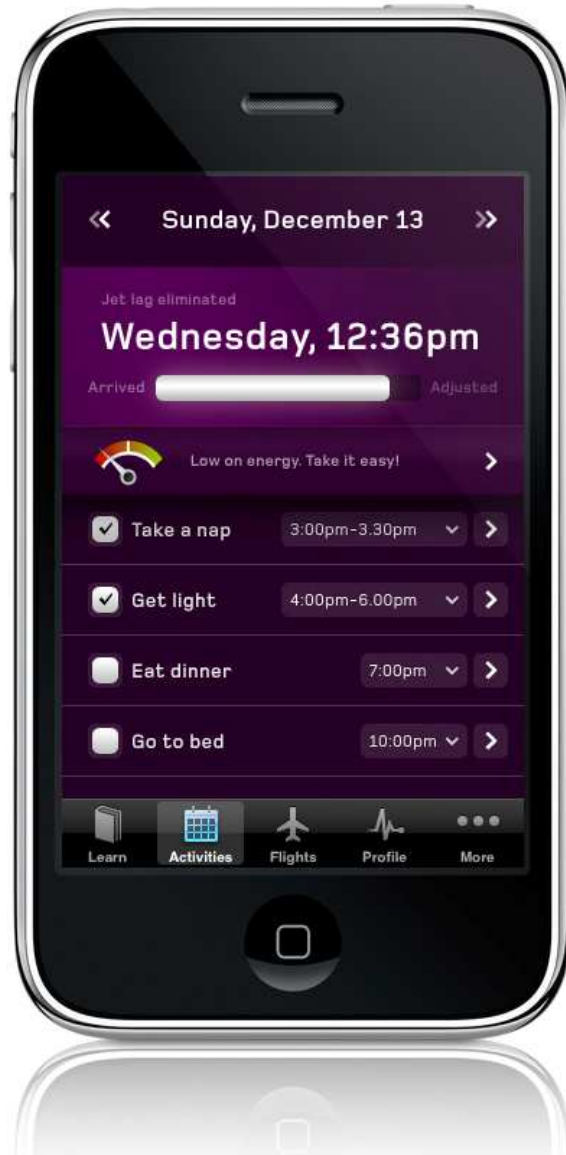 Sunday, December 13
Jet lag eliminated
Wednesday, 12:36pm
Arrived Adjusted
Low on energy. Take it easy!
Take a nap 3:00pm-3.30pm
Get light 4:00pm-6.00pm
Eat dinner 7:00pm
Go to bed 10:00pm
Learn Activities Flights Profile More